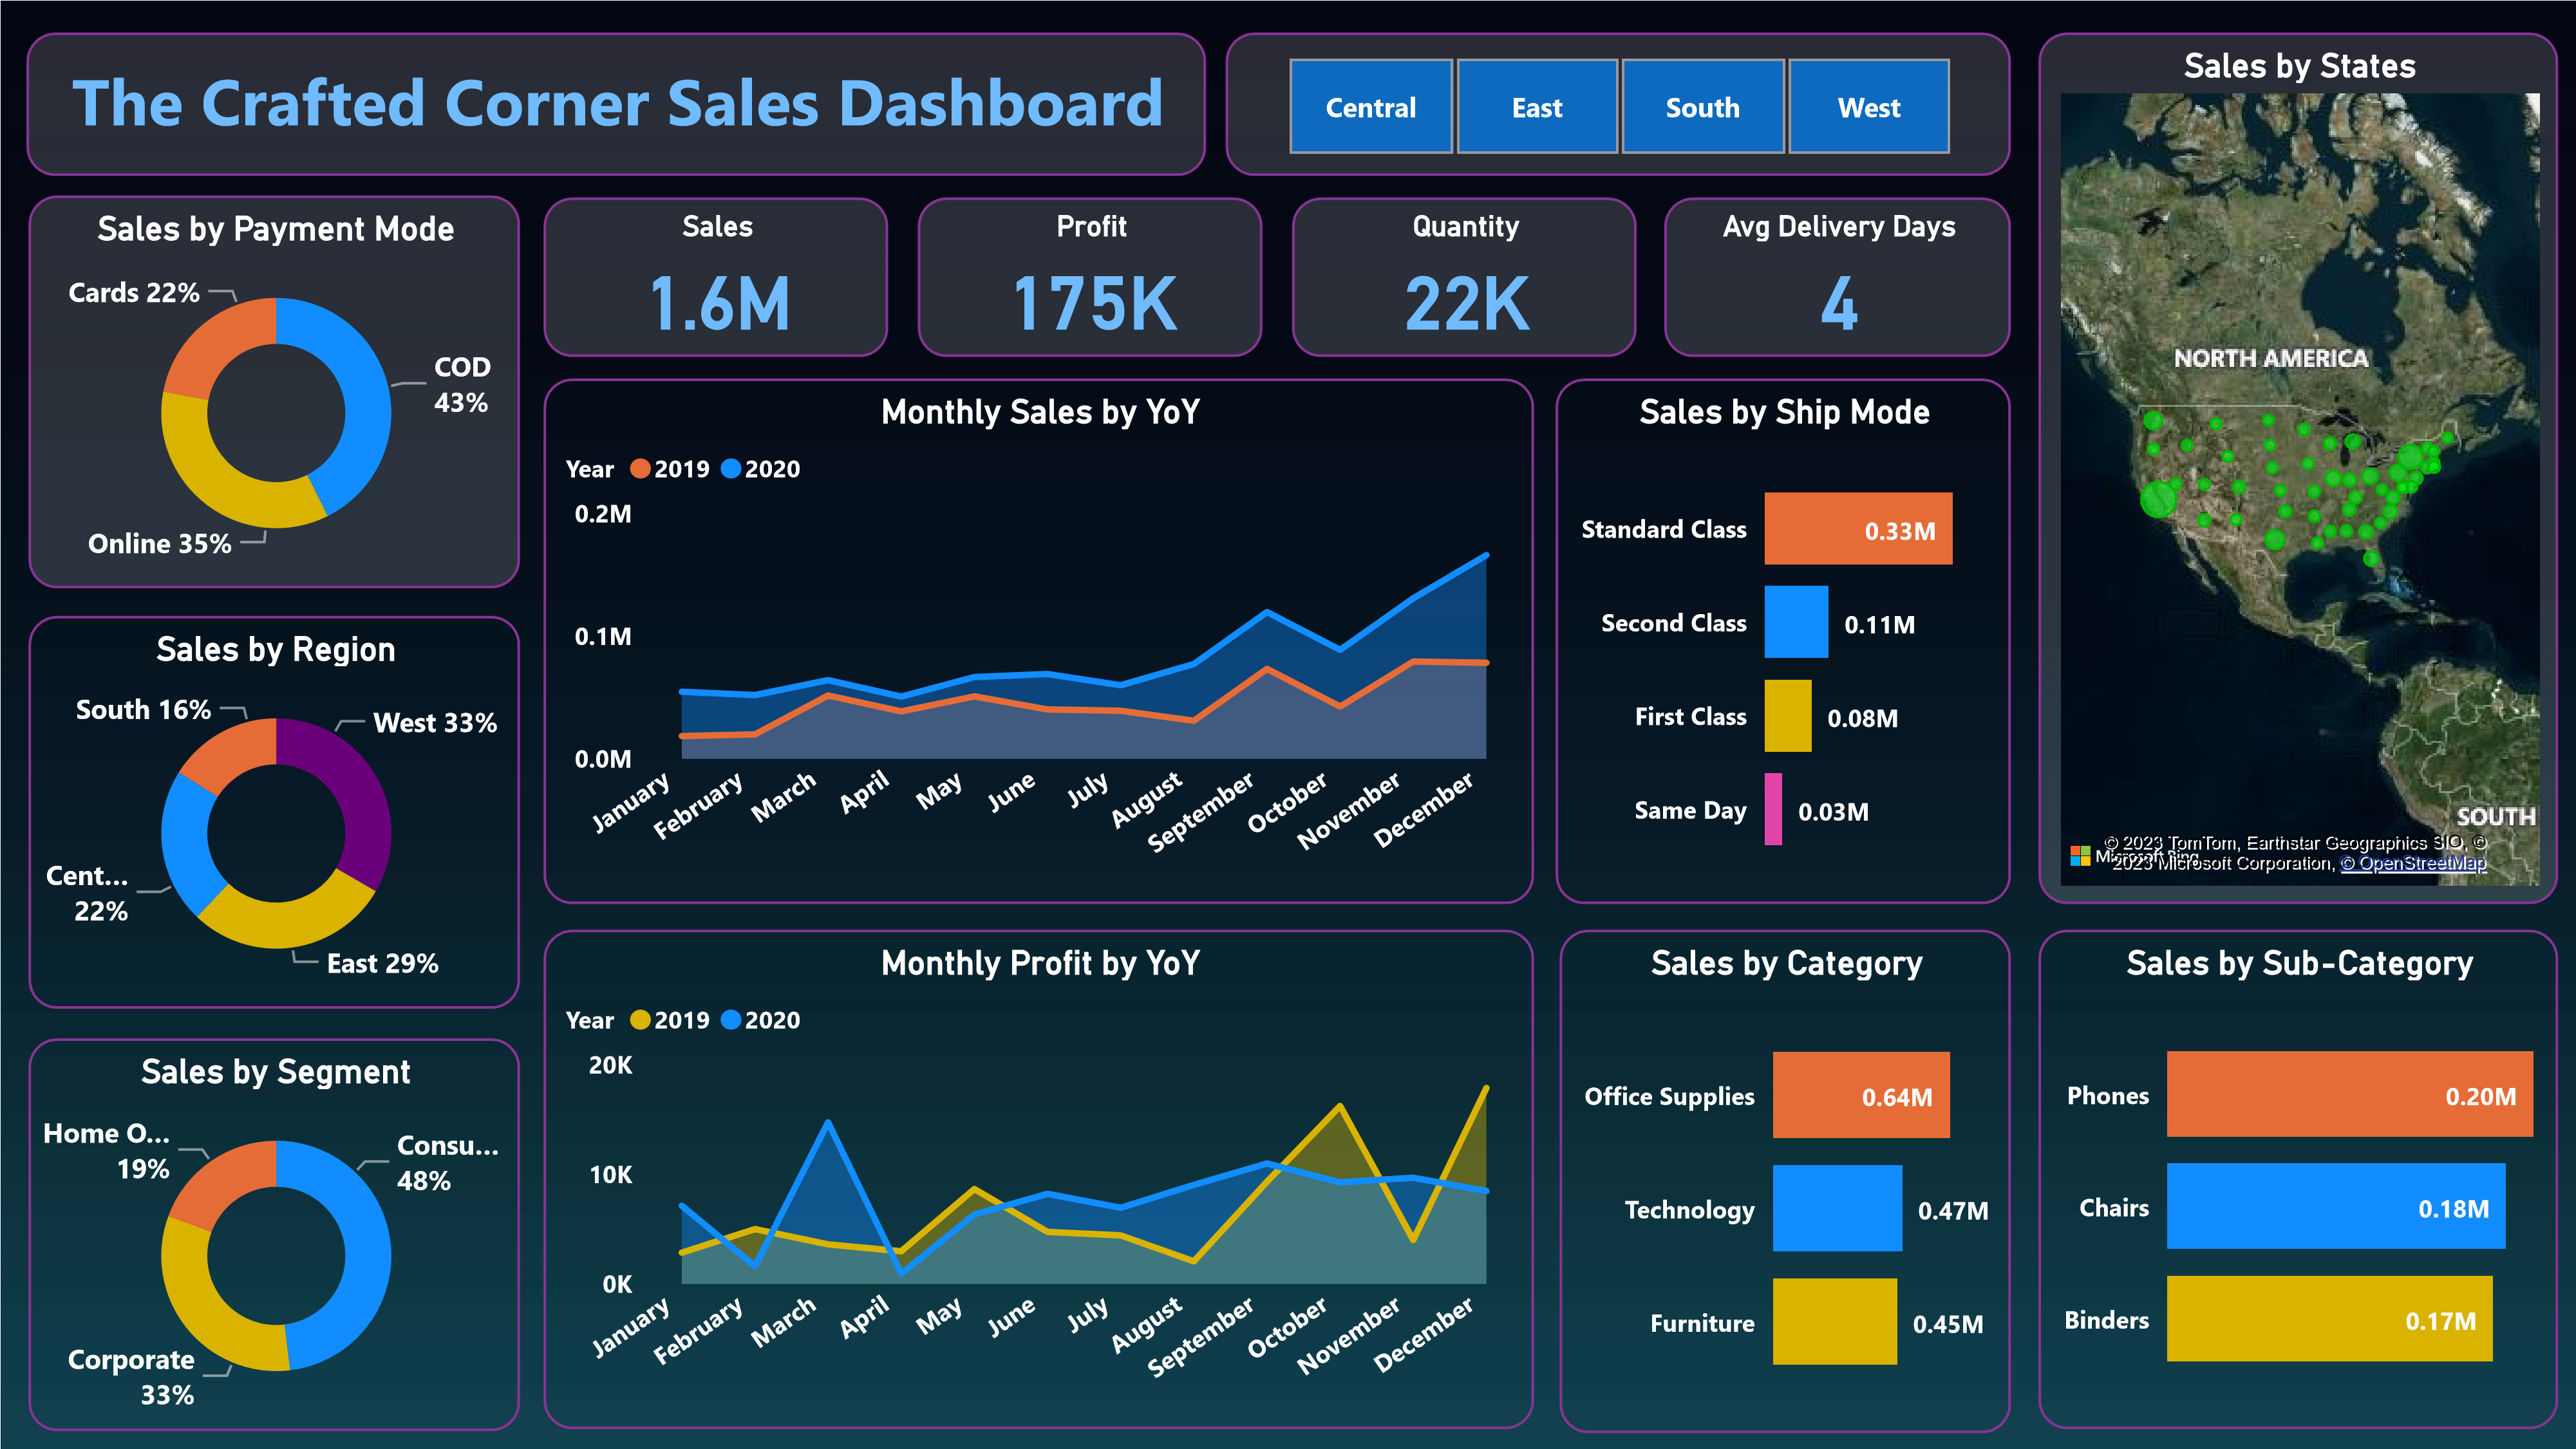 The Crafted Corner Sales Dashboard
Central
East
South
West
Sales by States
NORTH AMERICA
SOUTH
© 2023 TomTom, Earthstar Geographics SIO, ©
2023 Microsoft Corporation, © OpenStreetMap
Sales by Payment Mode
Cards 22%
COD
43%
Online 35%
Sales
1.6M
Profit
175K
Quantity
22K
Avg Delivery Days
4
Monthly Sales by YoY
Year 2019 2020
0.2M
0.1M
0.0M
January
February
March
April
May
June
July
August
September
October
November
December
Sales by Ship Mode
Standard Class 0.33M
Second Class 0.11M
First Class 0.08M
Same Day 0.03M
Sales by Region
South 16%
West 33%
Cent...
22%
East 29%
Sales by Segment
Home O...
19%
Consu...
48%
Corporate
33%
Monthly Profit by YoY
Year 2019 2020
20K
10K
0K
January
February
March
April
May
June
July
August
September
October
November
December
Sales by Category
Office Supplies 0.64M
Technology 0.47M
Furniture 0.45M
Sales by Sub-Category
Phones 0.20M
Chairs 0.18M
Binders 0.17M